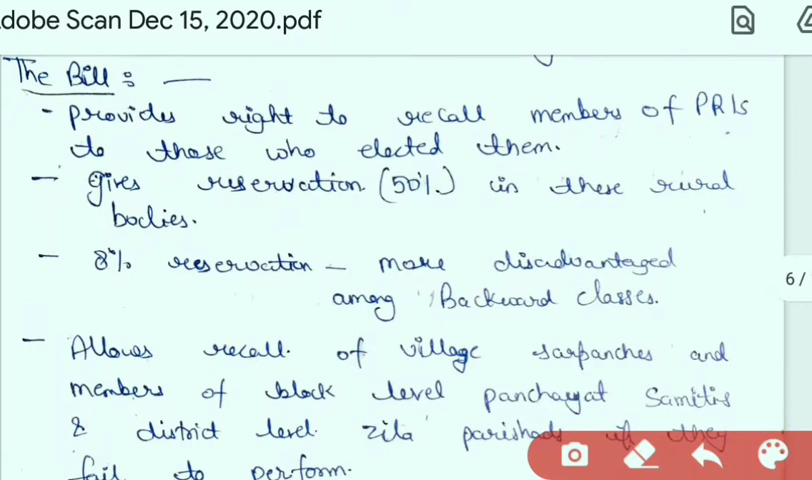 dobe Scan Dec 15, 2020.pdf
The Bill :—
- provides right to recall members of PRIs
to those who elected them.
- gives reservation (50%) in these rural
bodies.
- 8% reservation - more disadvantaged
among Backward classes.
- Allows recall of village sarpanches and
members of block level panchayat Samitis
& district level zila parishads if they
fail to perform.
6/